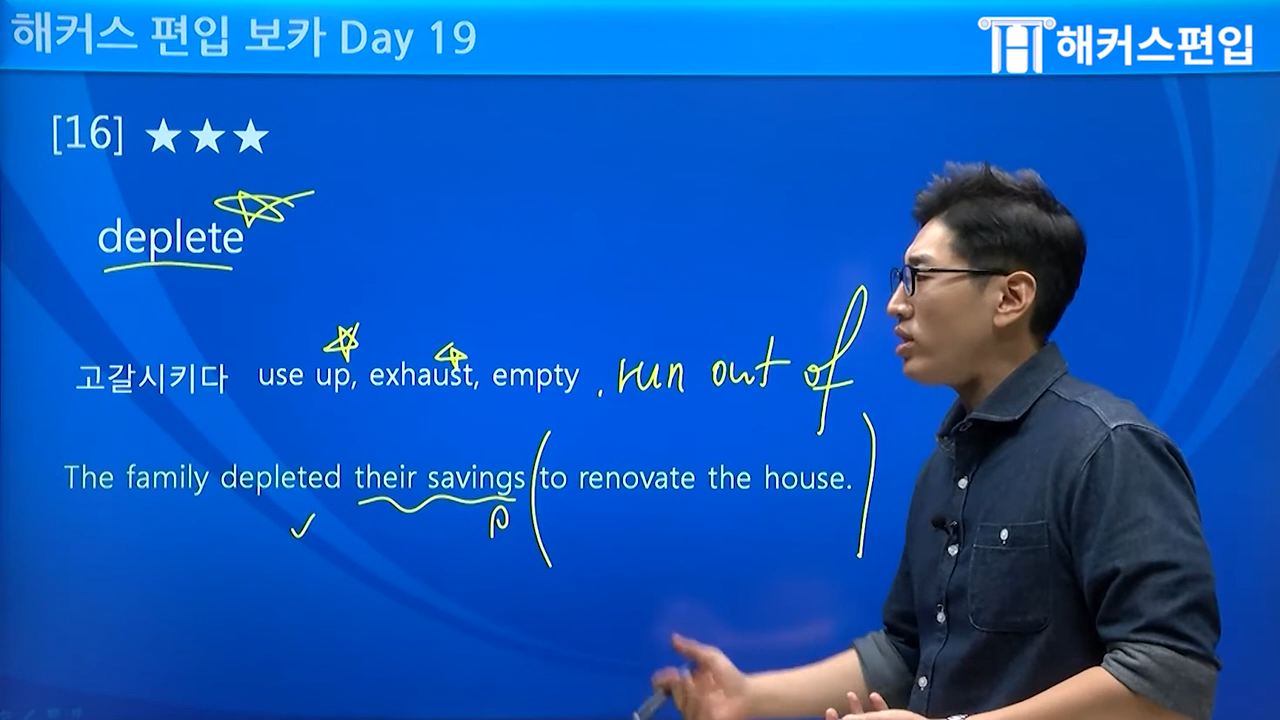 해커스 편입 보카 Day 19
해커스편입
[16] ★★★
deplete
고갈시키다 use up, exhaust, empty , run out of
The family depleted their savings (to renovate the house.)
p